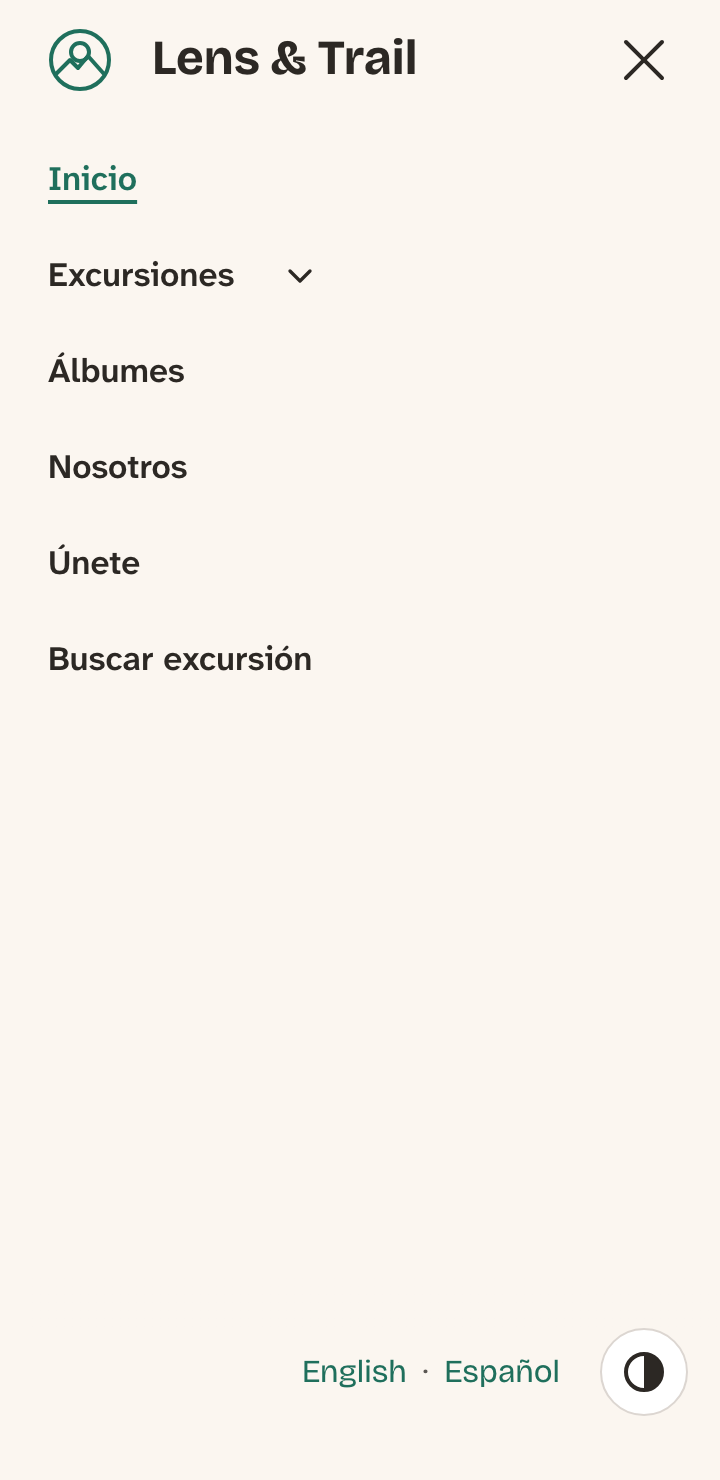 Lens & Trail
Inicio
Excursiones
Álbumes
Nosotros
Únete
Buscar excursión
English · Español